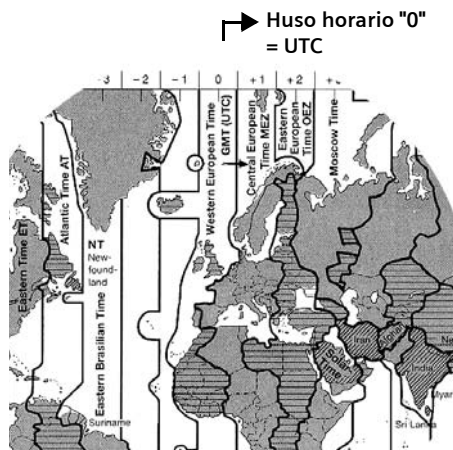 Huso horario "0"
= UTC
-3 -2 -1 0 +1 +2
Eastern Time ET
Atlantic Time AT
NT
New-
found-
land
Eastern Brasilian Time
Western European Time
GMT (UTC)
Central European
Time MEZ
Eastern
European
Time OEZ
Moscow Time
Suriname
Solar-
time
Iran
India
Myan
Sri Lanka